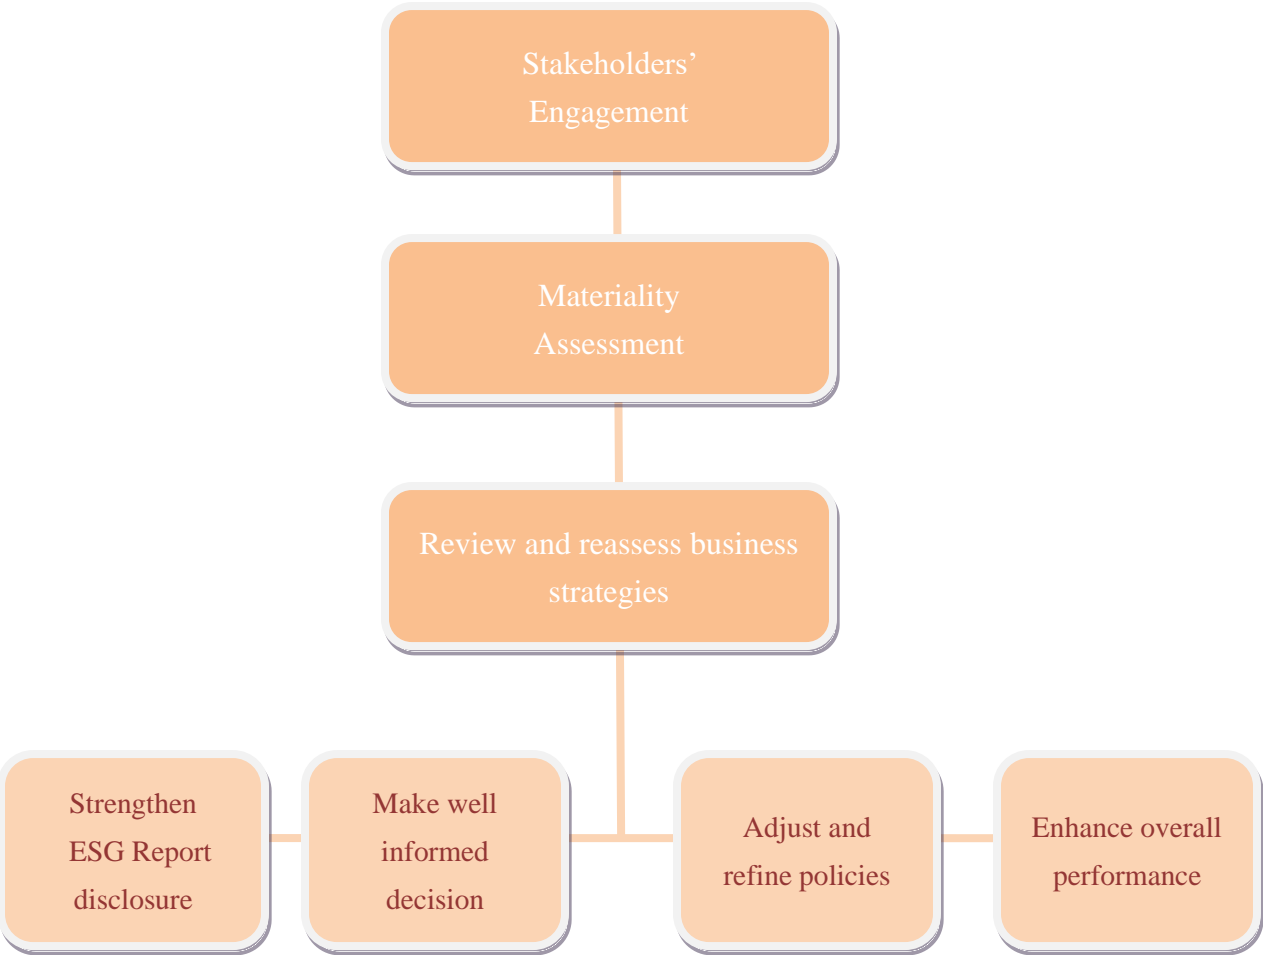 Stakeholders’
Engagement
Materiality
Assessment
Review and reassess business
strategies
Strengthen
ESG Report
disclosure
Make well
informed
decision
Adjust and
refine policies
Enhance overall
performance